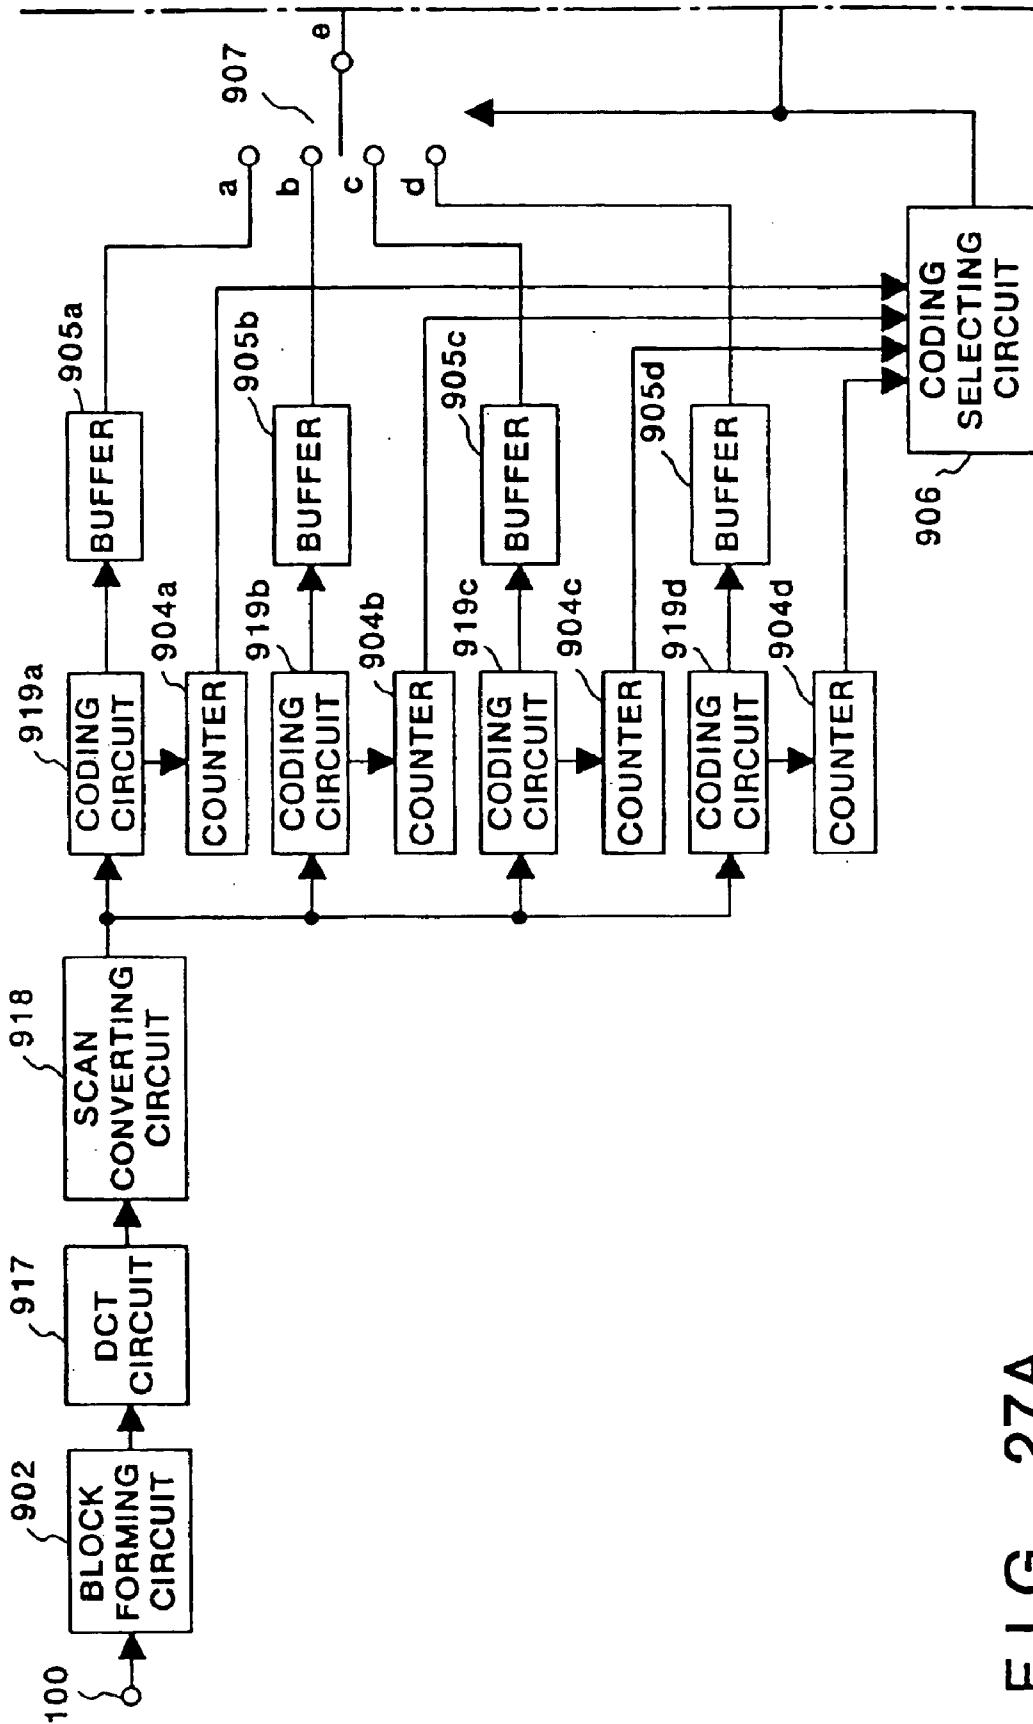 100
902
BLOCK
FORMING
CIRCUIT
917
DCT
CIRCUIT
918
SCAN
CONVERTING
CIRCUIT
919a
CODING
CIRCUIT
904a
COUNTER
905a
BUFFER
919b
CODING
CIRCUIT
904b
COUNTER
905b
BUFFER
919c
CODING
CIRCUIT
904c
COUNTER
905c
BUFFER
919d
CODING
CIRCUIT
904d
COUNTER
905d
BUFFER
907
a
b
c
d
e
906
CODING
SELECTING
CIRCUIT
FIG. 27A